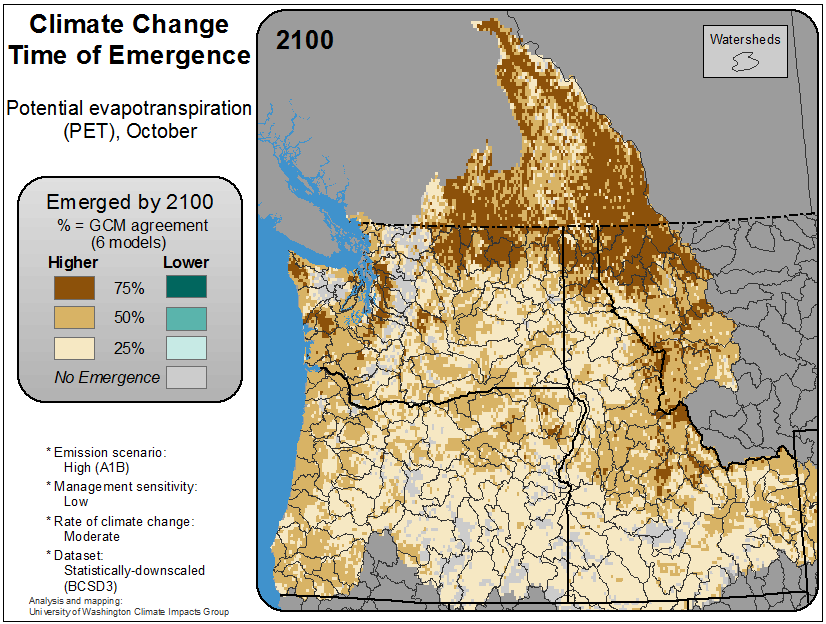 Climate Change
Time of Emergence
Potential evapotranspiration
(PET), October
Emerged by 2100
% = GCM agreement
(6 models)
Higher Lower
75%
50%
25%
No Emergence
* Emission scenario:
High (A1B)
* Management sensitivity:
Low
* Rate of climate change:
Moderate
* Dataset:
Statistically-downscaled
(BCSD3)
Analysis and mapping:
University of Washington Climate Impacts Group
2100
Watersheds